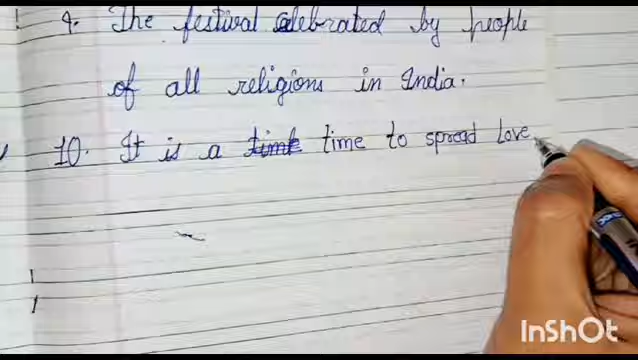 9. The festival celebrated by people
of all religions in India.
10. It is a time to spread Love
InShOt